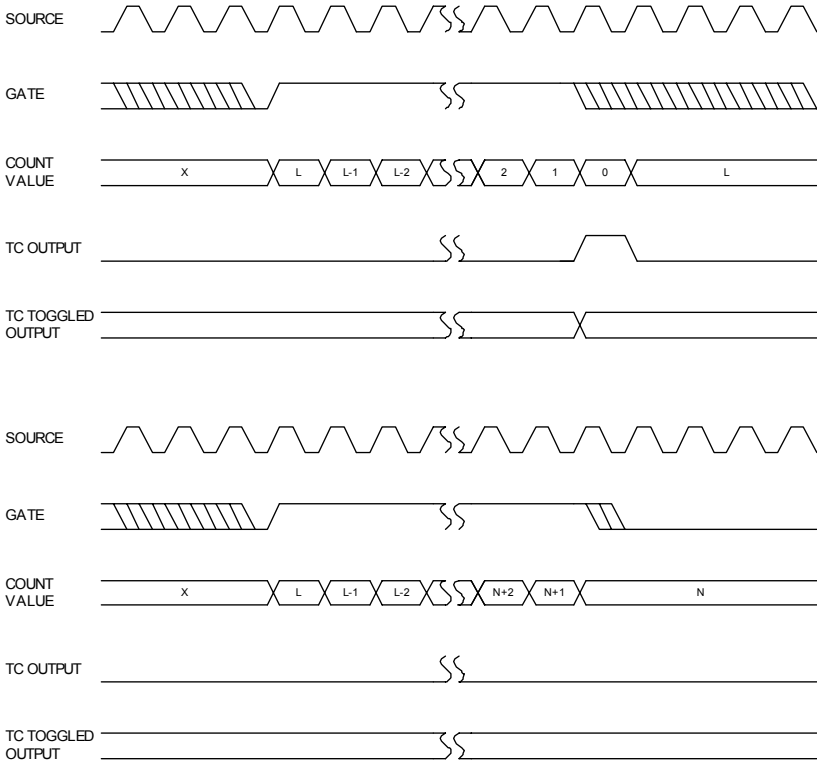 SOURCE
GATE
COUNT
VALUE
X L L-1 L-2 2 1 0 L
TC OUTPUT
TC TOGGLED
OUTPUT
SOURCE
GATE
COUNT
VALUE
X L L-1 L-2 N+2 N+1 N
TC OUTPUT
TC TOGGLED
OUTPUT